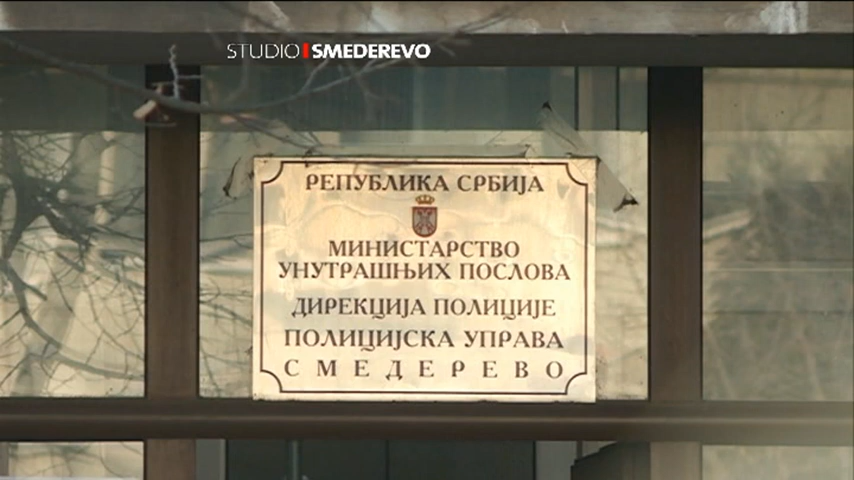 STUDIO SMEDEREVO
РЕПУБЛИКА СРБИЈА
МИНИСТАРСТВО
УНУТРАШЊИХ ПОСЛОВА
ДИРЕКЦИЈА ПОЛИЦИЈЕ
ПОЛИЦИЈСКА УПРАВА
СМЕДЕРЕВО